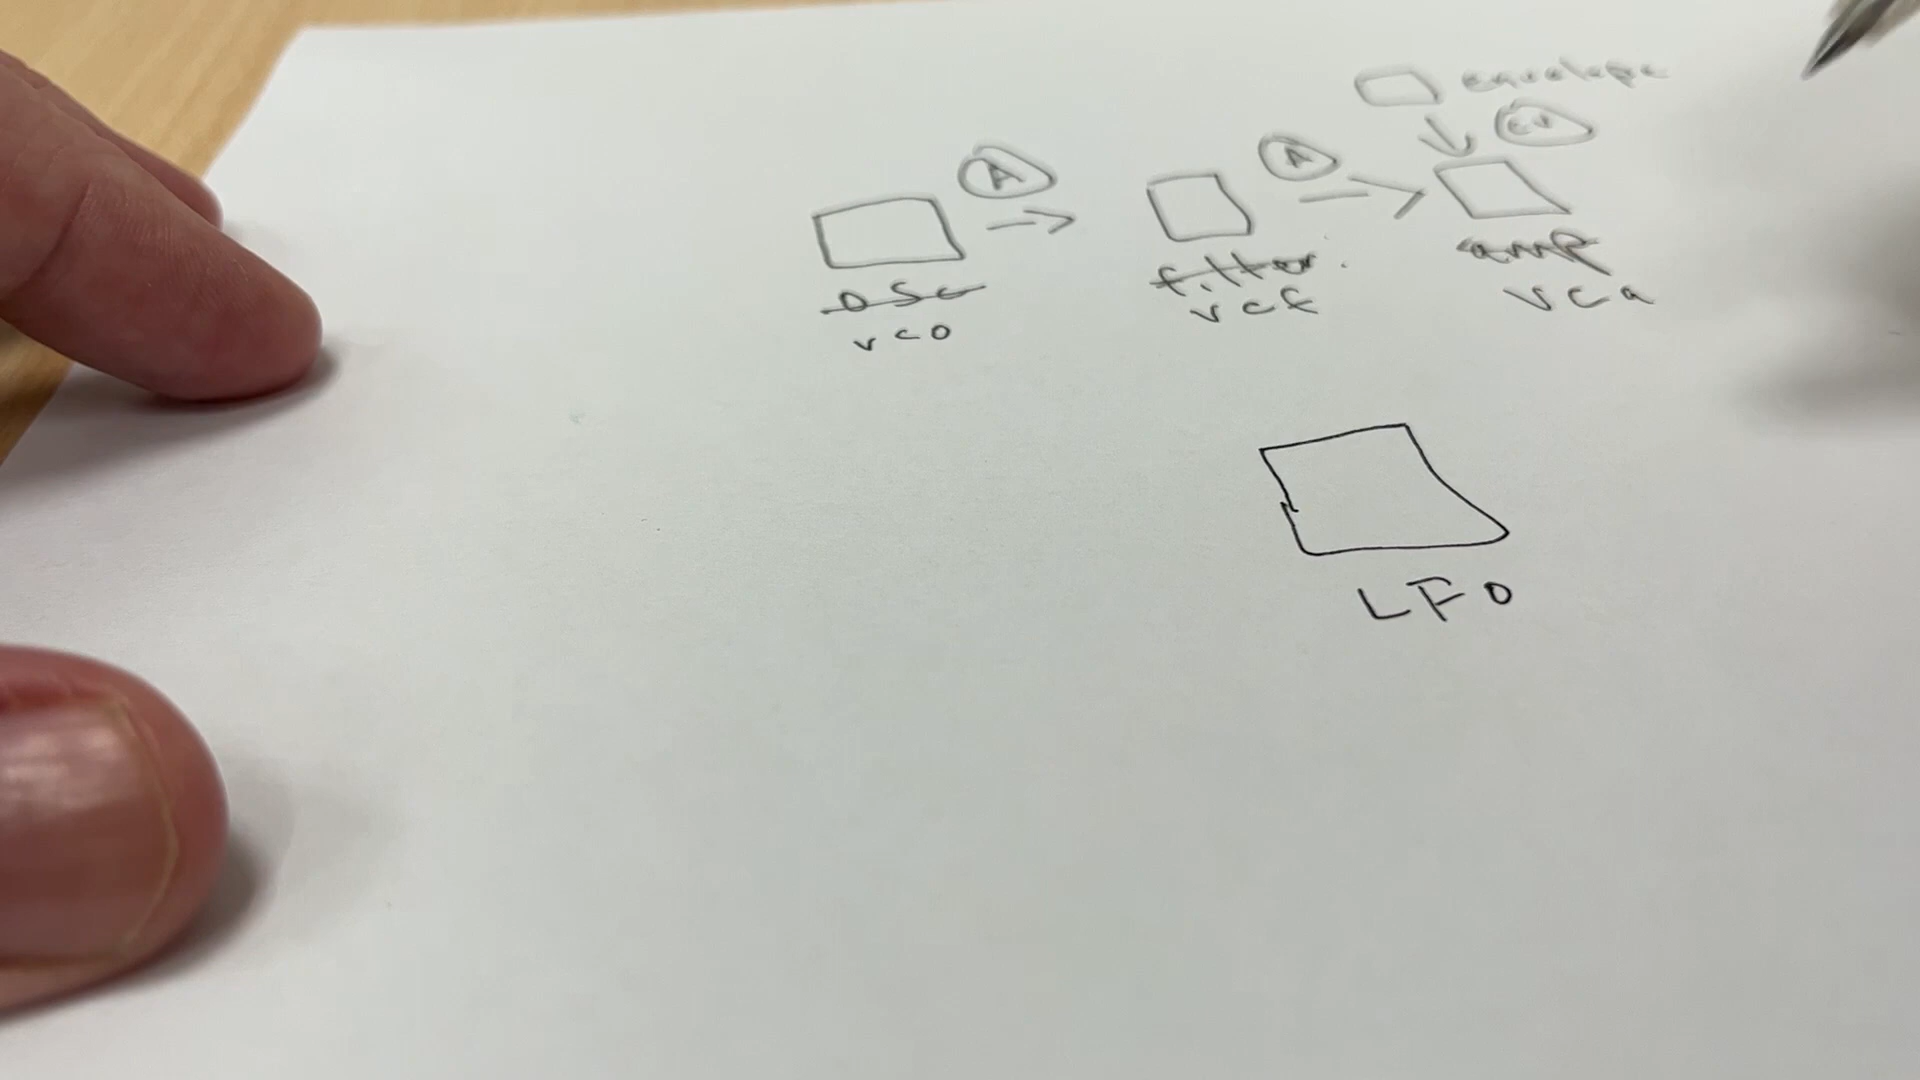 envelope
CV
A
A
osc
filter.
amp
vco
vcf
vca
LFO